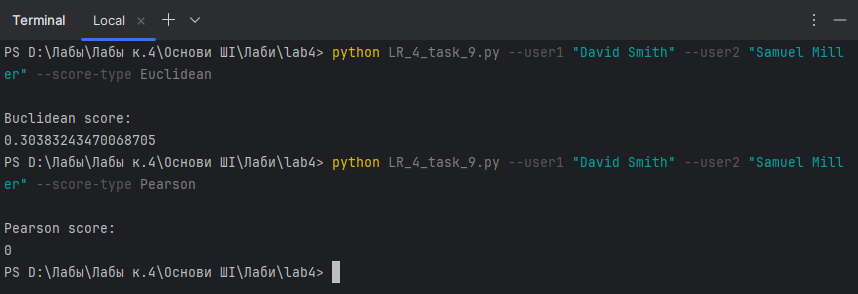 Terminal Local
PS D:\Лабы\Лабы к.4\Основи ШІ\Лаби\lab4> python LR_4_task_9.py --user1 "David Smith" --user2 "Samuel Mill
er" --score-type Euclidean
Buclidean score:
0.30383243470068705
PS D:\Лабы\Лабы к.4\Основи ШІ\Лаби\lab4> python LR_4_task_9.py --user1 "David Smith" --user2 "Samuel Mill
er" --score-type Pearson
Pearson score:
0
PS D:\Лабы\Лабы к.4\Основи ШІ\Лаби\lab4>